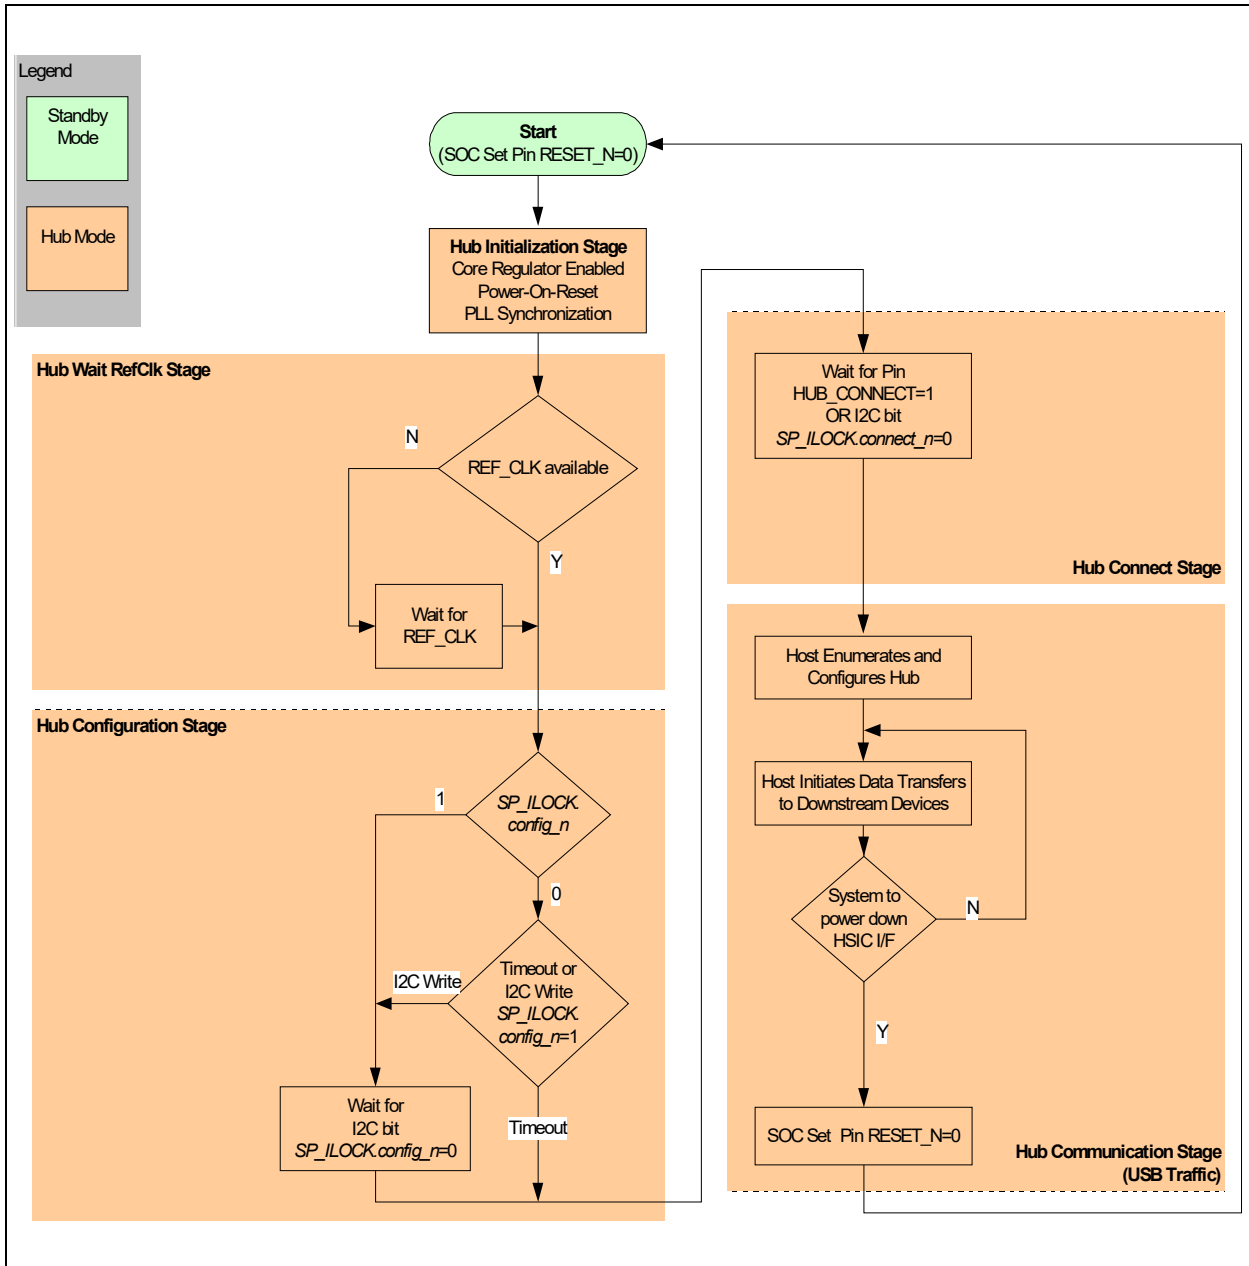 Legend
Standby
Mode
Hub Mode
Start
(SOC Set Pin RESET_N=0)
Hub Initialization Stage
Core Regulator Enabled
Power-On-Reset
PLL Synchronization
Hub Wait RefClk Stage
N
REF_CLK available
Y
Wait for
REF_CLK
Hub Configuration Stage
1
SP_ILOCK.
config_n
0
I2C Write
Timeout or
I2C Write
SP_ILOCK.
config_n=1
Wait for
I2C bit
SP_ILOCK.config_n=0
Timeout
Wait for Pin
HUB_CONNECT=1
OR I2C bit
SP_ILOCK.connect_n=0
Hub Connect Stage
Host Enumerates and
Configures Hub
Host Initiates Data Transfers
to Downstream Devices
System to
power down
HSIC I/F
N
Y
SOC Set Pin RESET_N=0
Hub Communication Stage
(USB Traffic)